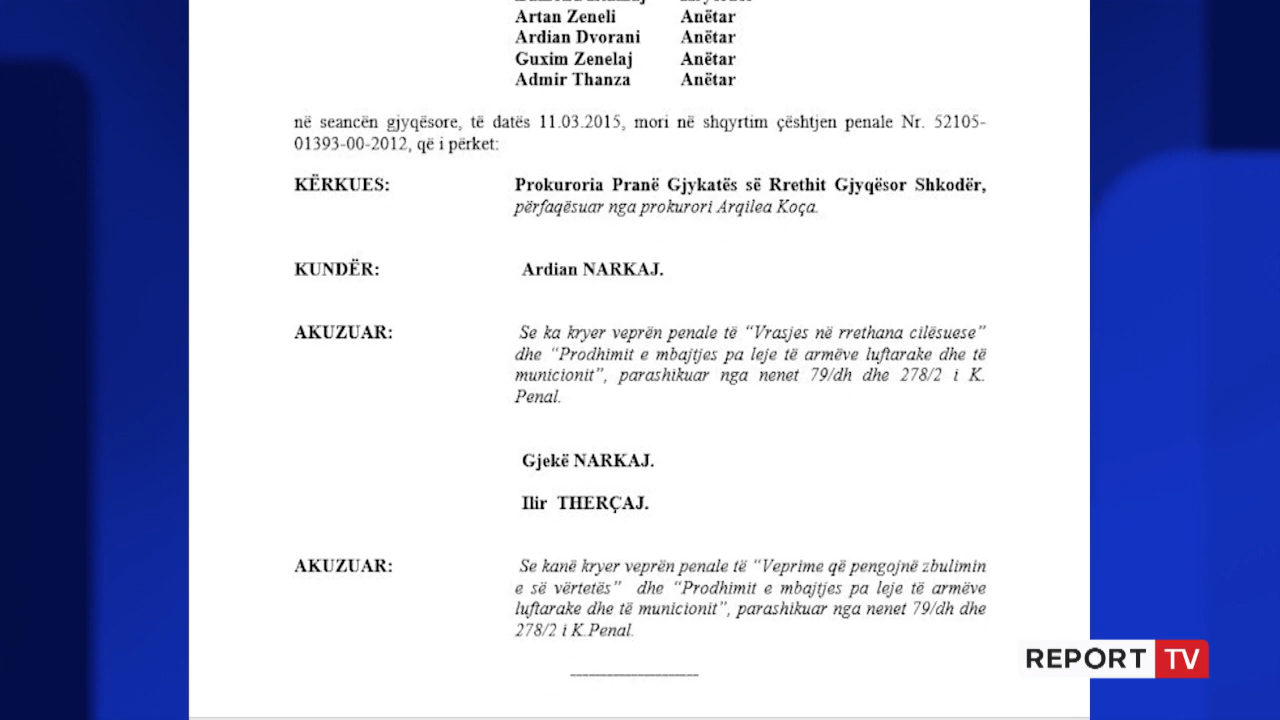 Artan Zeneli Anëtar
Ardian Dvorani Anëtar
Guxim Zenelaj Anëtar
Admir Thanza Anëtar
në seancën gjyqësore, të datës 11.03.2015, mori në shqyrtim çështjen penale Nr. 52105-
01393-00-2012, që i përket:
KËRKUES: Prokuroria Pranë Gjykatës së Rrethit Gjyqësor Shkodër,
përfaqësuar nga prokurori Arqilea Koça.
KUNDËR: Ardian NARKAJ.
AKUZUAR: Se ka kryer veprën penale të “Vrasjes në rrethana cilësuese”
dhe “Prodhimit e mbajtjes pa leje të armëve luftarake dhe të
municionit”, parashikuar nga nenet 79/dh dhe 278/2 i K.
Penal.
Gjekë NARKAJ.
Ilir THERÇAJ.
AKUZUAR: Se kanë kryer veprën penale të “Veprime që pengojnë zbulimin
e së vërtetës” dhe “Prodhimit e mbajtjes pa leje të armëve
luftarake dhe të municionit”, parashikuar nga nenet 79/dh dhe
278/2 i K.Penal.
REPORT TV